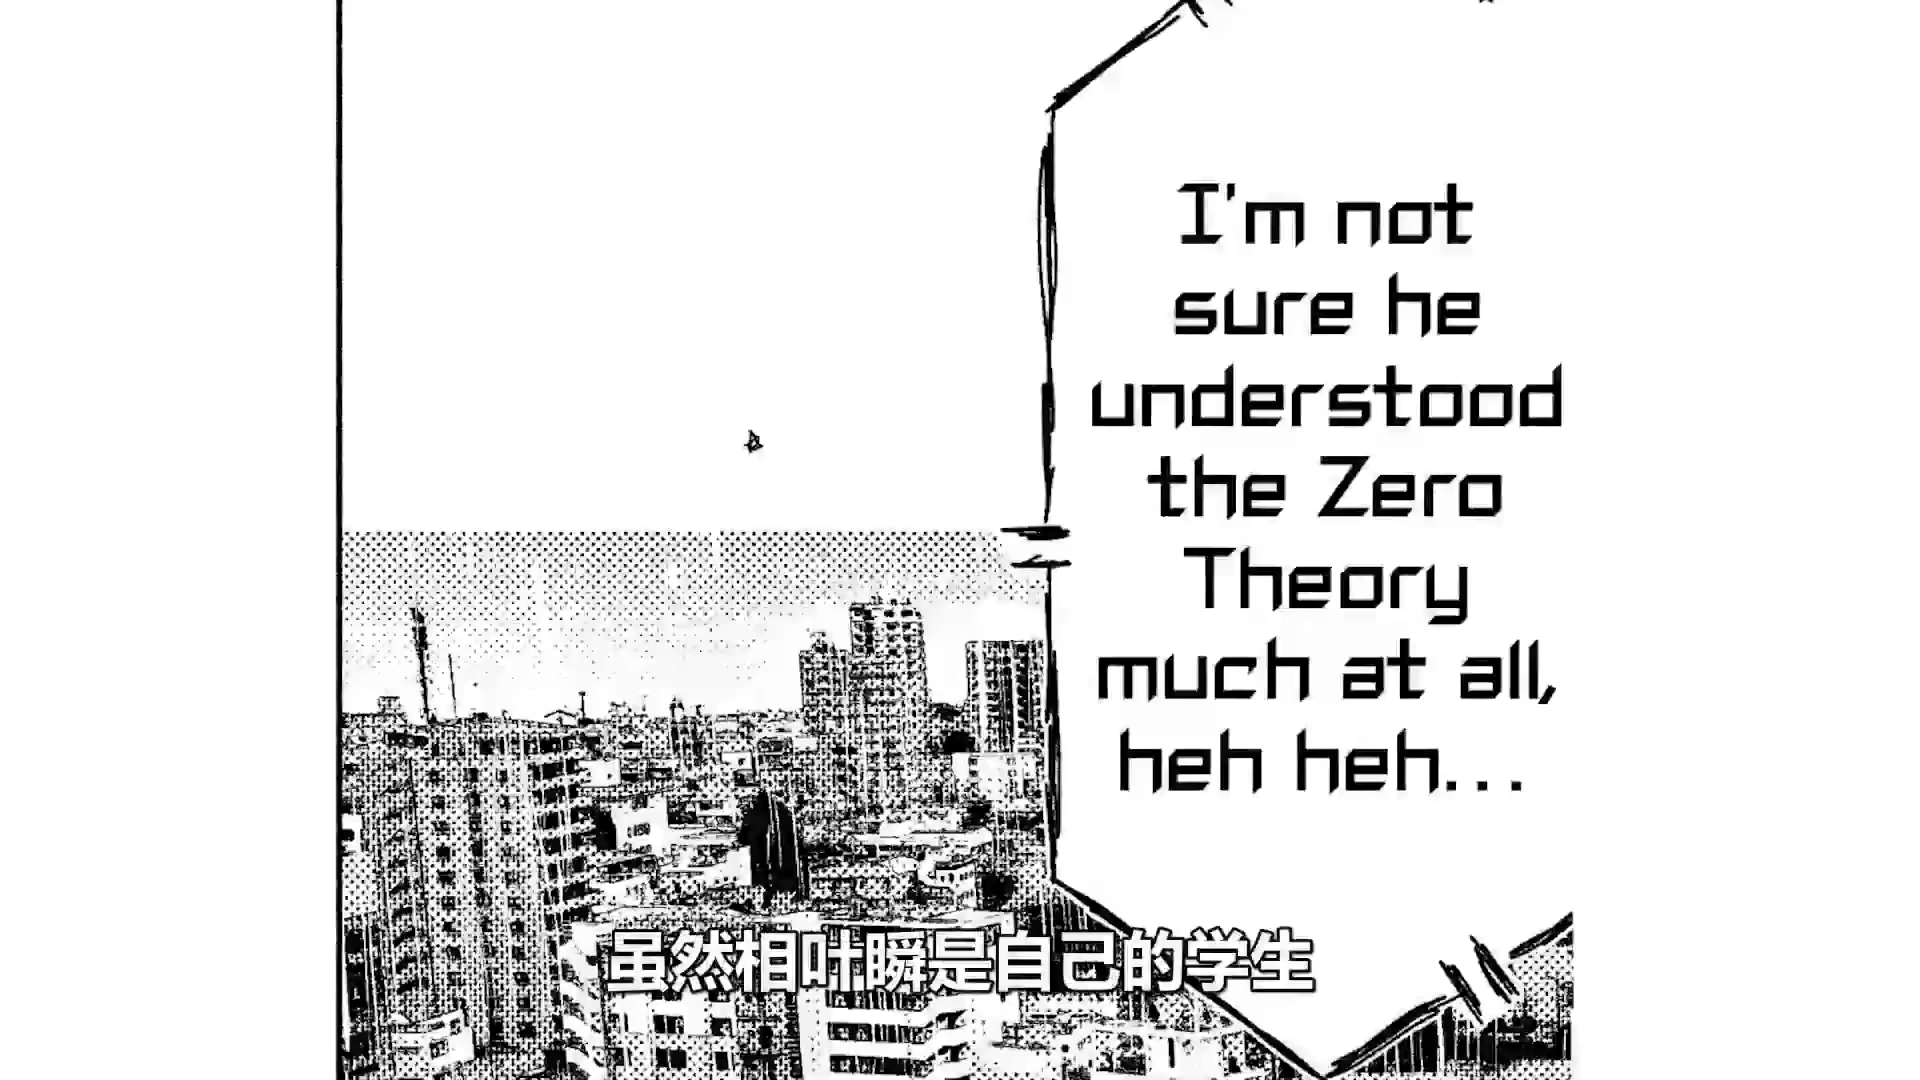 I'm not
sure he
understood
the Zero
Theory
much at all,
heh heh...
虽然相叶瞬是自己的学生